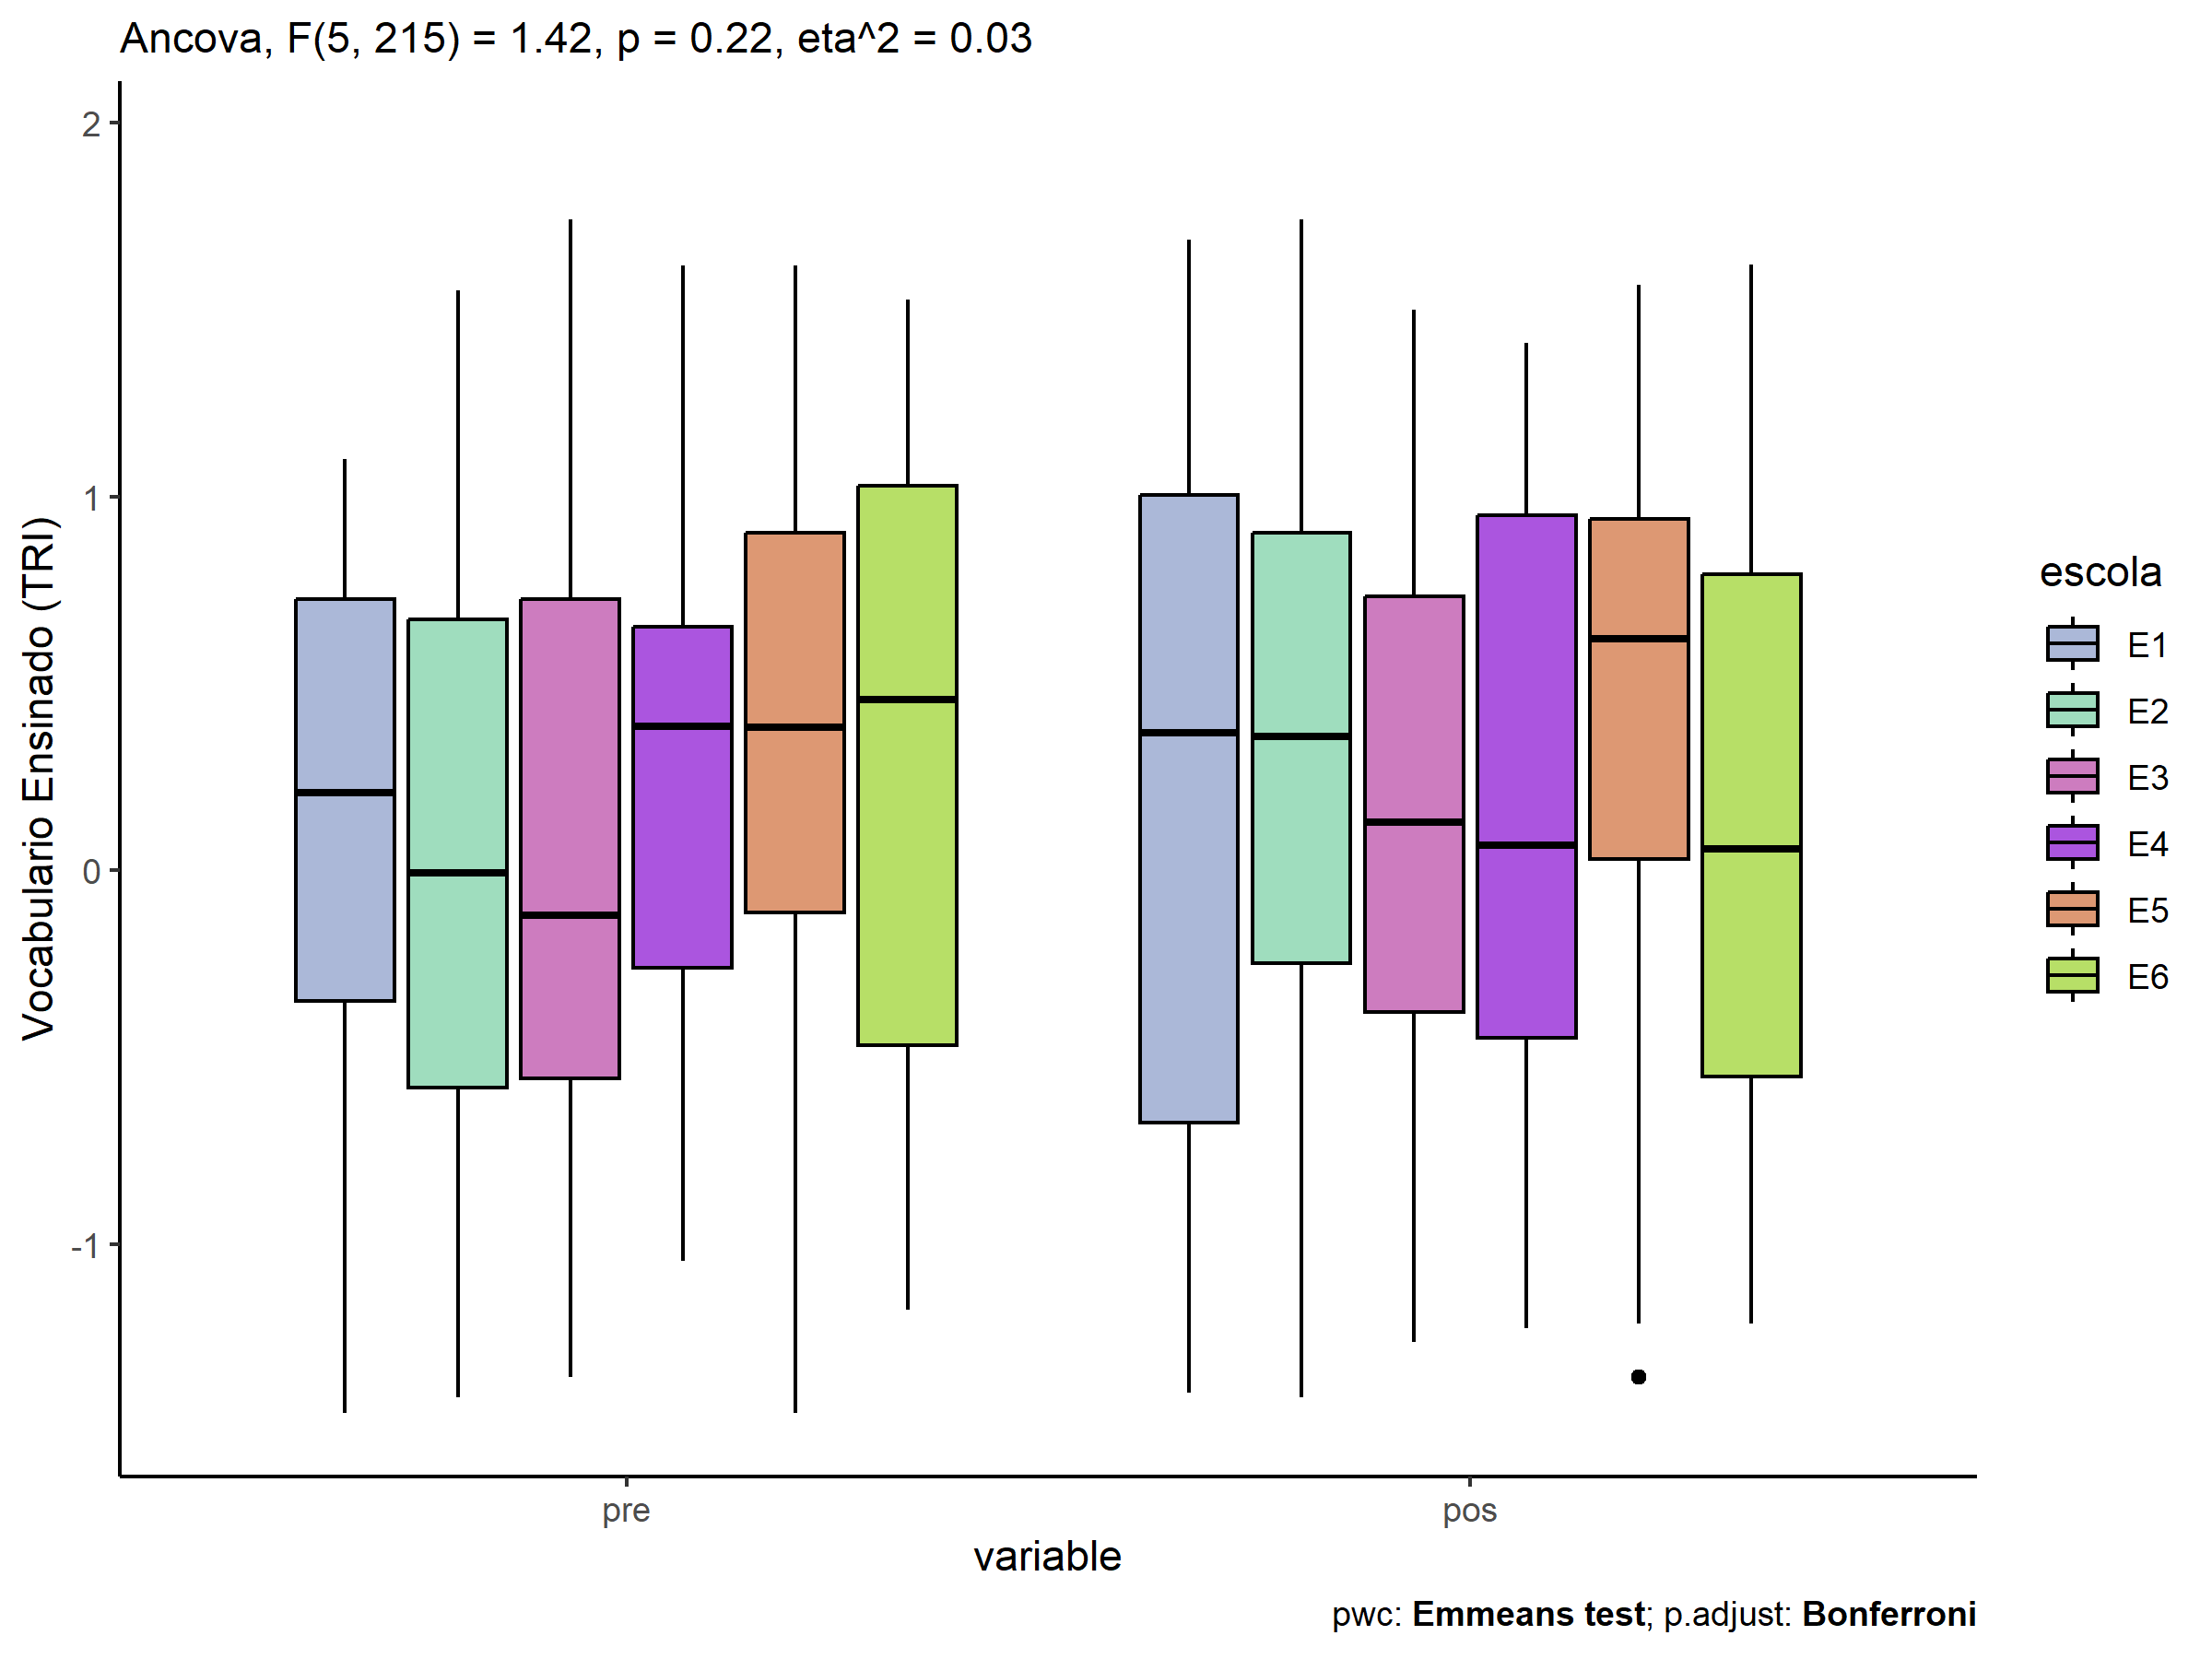 Ancova, F(5, 215) = 1.42, p = 0.22, eta^2 = 0.03
Vocabulario Ensinado (TRI)
2
1
0
-1
pre
pos
variable
escola
E1
E2
E3
E4
E5
E6
pwc: Emmeans test; p.adjust: Bonferroni